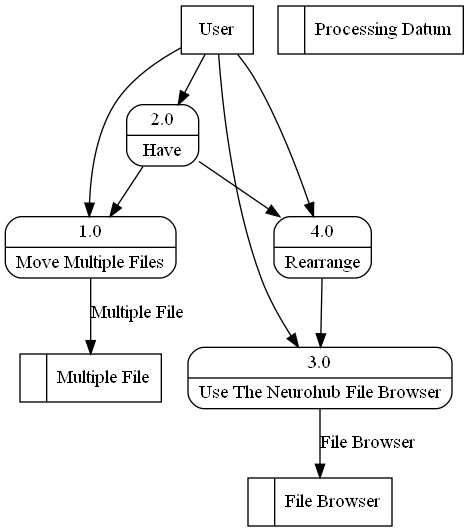 User
Processing Datum
2.0
Have
1.0
Move Multiple Files
4.0
Rearrange
Multiple File
3.0
Use The Neurohub File Browser
Multiple File
File Browser
File Browser